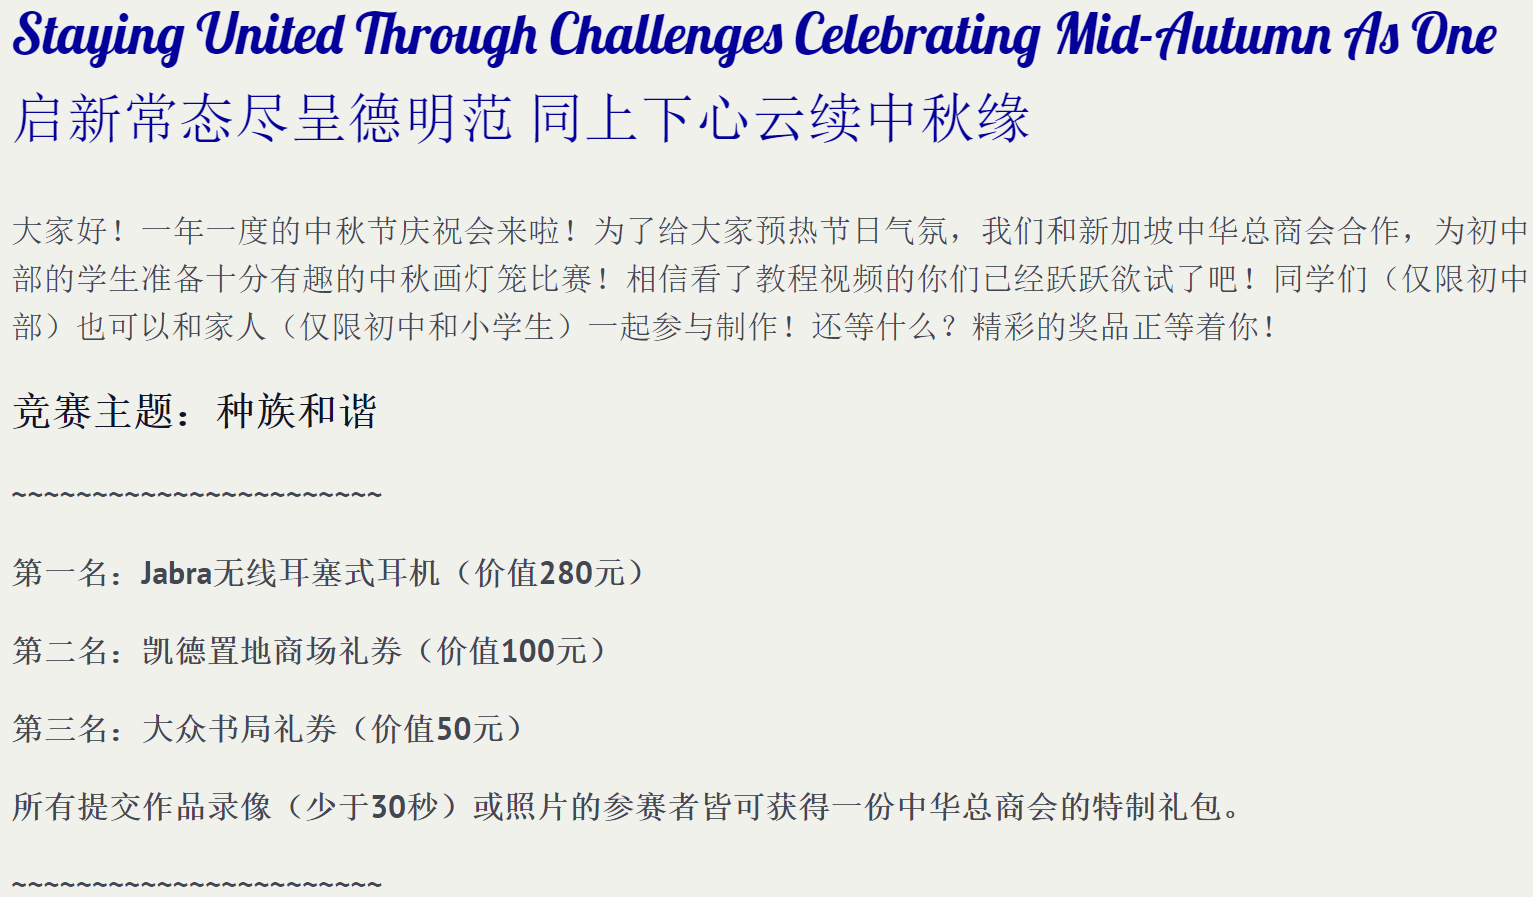 Staying United Through Challenges Celebrating Mid-Autumn As One
启新常态尽呈德明范 同上下心云续中秋缘
大家好！一年一度的中秋节庆祝会来啦！为了给大家预热节日气氛，我们和新加坡中华总商会合作，为初中
部的学生准备十分有趣的中秋画灯笼比赛！相信看了教程视频的你们已经跃跃欲试了吧！同学们（仅限初中
部）也可以和家人（仅限初中和小学生）一起参与制作！还等什么？精彩的奖品正等着你！
竞赛主题：种族和谐
~~~~~~~~~~~~~~~~~~~~~~~
第一名：Jabra无线耳塞式耳机（价值280元）
第二名：凯德置地商场礼券（价值100元）
第三名：大众书局礼券（价值50元）
所有提交作品录像（少于30秒）或照片的参赛者皆可获得一份中华总商会的特制礼包。
~~~~~~~~~~~~~~~~~~~~~~~